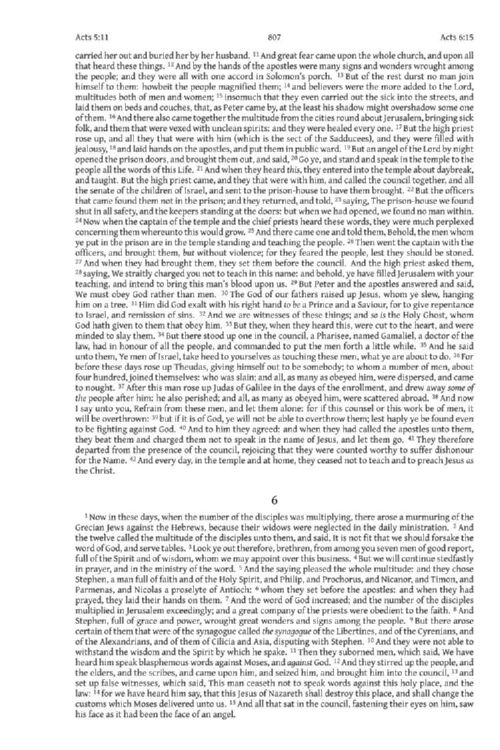 Acts 5:11 807 Acts 6:15
carried her out and buried her by her husband. 11 And great fear came upon the whole church, and upon all
that heard these things. 12 And by the hands of the apostles were many signs and wonders wrought among
the people; and they were all with one accord in Solomon's porch. 13 But of the rest durst no man join
himself to them: howbeit the people magnified them; 14 and believers were the more added to the Lord,
multitudes both of men and women; 15 insomuch that they even carried out the sick into the streets, and
laid them on beds and couches, that, as Peter came by, at the least his shadow might overshadow some one
of them. 16 And there also came together the multitude from the cities round about Jerusalem, bringing sick
folk, and them that were vexed with unclean spirits: and they were healed every one. 17 But the high priest
rose up, and all they that were with him (which is the sect of the Sadducees), and they were filled with
jealousy, 18 and laid hands on the apostles, and put them in public ward. 19 But an angel of the Lord by night
opened the prison doors, and brought them out, and said, 20 Go ye, and stand and speak in the temple to the
people all the words of this Life. 21 And when they heard this, they entered into the temple about daybreak,
and taught. But the high priest came, and they that were with him, and called the council together, and all
the senate of the children of Israel, and sent to the prison-house to have them brought. 22 But the officers
that came found them not in the prison; and they returned, and told, 23 saying, The prison-house we found
shut in all safety, and the keepers standing at the doors: but when we had opened, we found no man within.
24 Now when the captain of the temple and the chief priests heard these words, they were much perplexed
concerning them whereunto this would grow. 25 And there came one and told them, Behold, the men whom
ye put in the prison are in the temple standing and teaching the people. 26 Then went the captain with the
officers, and brought them, but without violence; for they feared the people, lest they should be stoned.
27 And when they had brought them, they set them before the council. And the high priest asked them,
28 saying, We straitly charged you not to teach in this name: and behold, ye have filled Jerusalem with your
teaching, and intend to bring this man's blood upon us. 29 But Peter and the apostles answered and said,
We must obey God rather than men. 30 The God of our fathers raised up Jesus, whom ye slew, hanging
him on a tree. 31 Him did God exalt with his right hand to be a Prince and a Saviour, for to give repentance
to Israel, and remission of sins. 32 And we are witnesses of these things; and so is the Holy Ghost, whom
God hath given to them that obey him. 33 But they, when they heard this, were cut to the heart, and were
minded to slay them. 34 But there stood up one in the council, a Pharisee, named Gamaliel, a doctor of the
law, had in honour of all the people, and commanded to put the men forth a little while. 35 And he said
unto them, Ye men of Israel, take heed to yourselves as touching these men, what ye are about to do. 36 For
before these days rose up Theudas, giving himself out to be somebody; to whom a number of men, about
four hundred, joined themselves: who was slain; and all, as many as obeyed him, were dispersed, and came
to nought. 37 After this man rose up Judas of Galilee in the days of the enrollment, and drew away some of
the people after him: he also perished; and all, as many as obeyed him, were scattered abroad. 38 And now
I say unto you, Refrain from these men, and let them alone: for if this counsel or this work be of men, it
will be overthrown: 39 but if it is of God, ye will not be able to overthrow them; lest haply ye be found even
to be fighting against God. 40 And to him they agreed: and when they had called the apostles unto them,
they beat them and charged them not to speak in the name of Jesus, and let them go. 41 They therefore
departed from the presence of the council, rejoicing that they were counted worthy to suffer dishonour
for the Name. 42 And every day, in the temple and at home, they ceased not to teach and to preach Jesus as
the Christ.
6
1 Now in these days, when the number of the disciples was multiplying, there arose a murmuring of the
Grecian Jews against the Hebrews, because their widows were neglected in the daily ministration. 2 And
the twelve called the multitude of the disciples unto them, and said, It is not fit that we should forsake the
word of God, and serve tables. 3 Look ye out therefore, brethren, from among you seven men of good report,
full of the Spirit and of wisdom, whom we may appoint over this business. 4 But we will continue stedfastly
in prayer, and in the ministry of the word. 5 And the saying pleased the whole multitude: and they chose
Stephen, a man full of faith and of the Holy Spirit, and Philip, and Prochorus, and Nicanor, and Timon, and
Parmenas, and Nicolas a proselyte of Antioch: 6 whom they set before the apostles: and when they had
prayed, they laid their hands on them. 7 And the word of God increased; and the number of the disciples
multiplied in Jerusalem exceedingly; and a great company of the priests were obedient to the faith. 8 And
Stephen, full of grace and power, wrought great wonders and signs among the people. 9 But there arose
certain of them that were of the synagogue called the synagogue of the Libertines, and of the Cyrenians, and
of the Alexandrians, and of them of Cilicia and Asia, disputing with Stephen. 10 And they were not able to
withstand the wisdom and the Spirit by which he spake. 11 Then they suborned men, which said, We have
heard him speak blasphemous words against Moses, and against God. 12 And they stirred up the people, and
the elders, and the scribes, and came upon him, and seized him, and brought him into the council, 13 and
set up false witnesses, which said, This man ceaseth not to speak words against this holy place, and the
law: 14 for we have heard him say, that this Jesus of Nazareth shall destroy this place, and shall change the
customs which Moses delivered unto us. 15 And all that sat in the council, fastening their eyes on him, saw
his face as it had been the face of an angel.